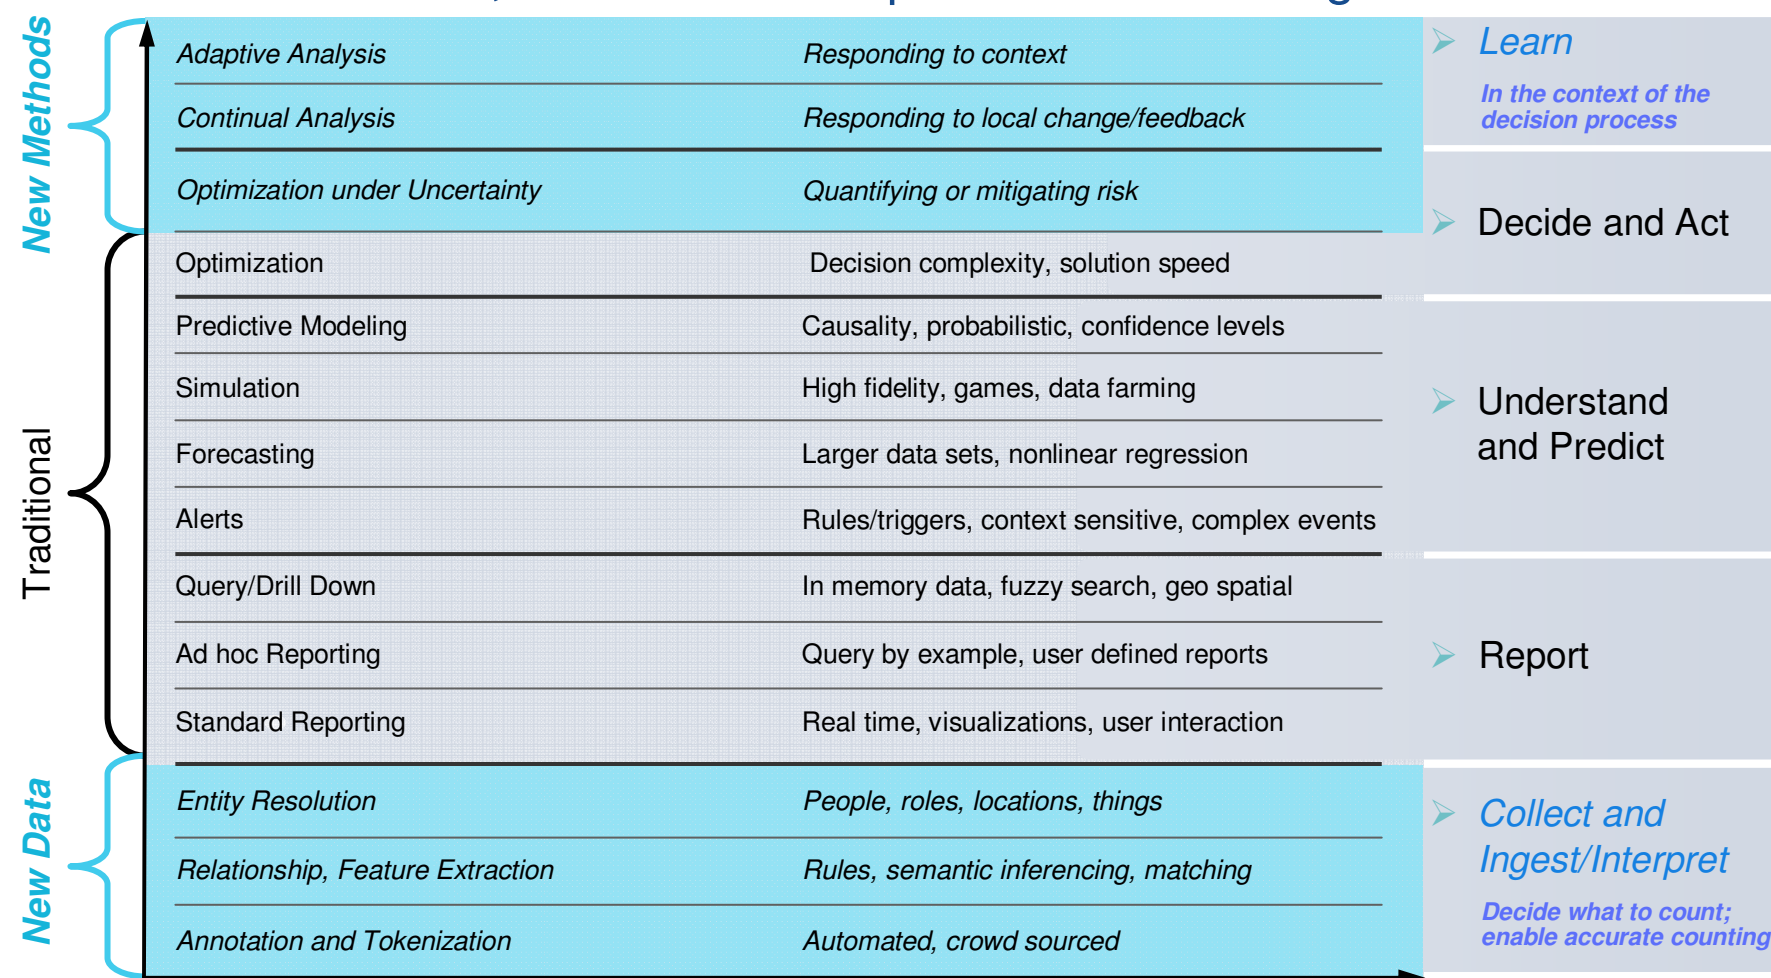 New Methods
Adaptive Analysis Responding to context
Continual Analysis Responding to local change/feedback
Optimization under Uncertainty Quantifying or mitigating risk
➢ Learn
In the context of the
decision process
Traditional
Optimization Decision complexity, solution speed
➢ Decide and Act
Predictive Modeling Causality, probabilistic, confidence levels
Simulation High fidelity, games, data farming
Forecasting Larger data sets, nonlinear regression
Alerts Rules/triggers, context sensitive, complex events
➢ Understand
and Predict
Query/Drill Down In memory data, fuzzy search, geo spatial
Ad hoc Reporting Query by example, user defined reports
Standard Reporting Real time, visualizations, user interaction
➢ Report
New Data
Entity Resolution People, roles, locations, things
Relationship, Feature Extraction Rules, semantic inferencing, matching
Annotation and Tokenization Automated, crowd sourced
➢ Collect and
Ingest/Interpret
Decide what to count;
enable accurate counting